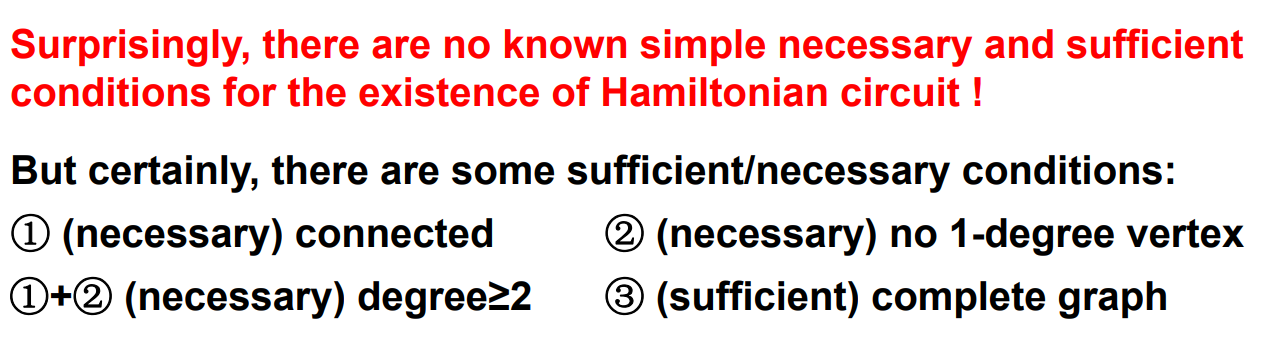 Surprisingly, there are no known simple necessary and sufficient
conditions for the existence of Hamiltonian circuit !
But certainly, there are some sufficient/necessary conditions:
① (necessary) connected ② (necessary) no 1-degree vertex
①+② (necessary) degree≥2 ③ (sufficient) complete graph